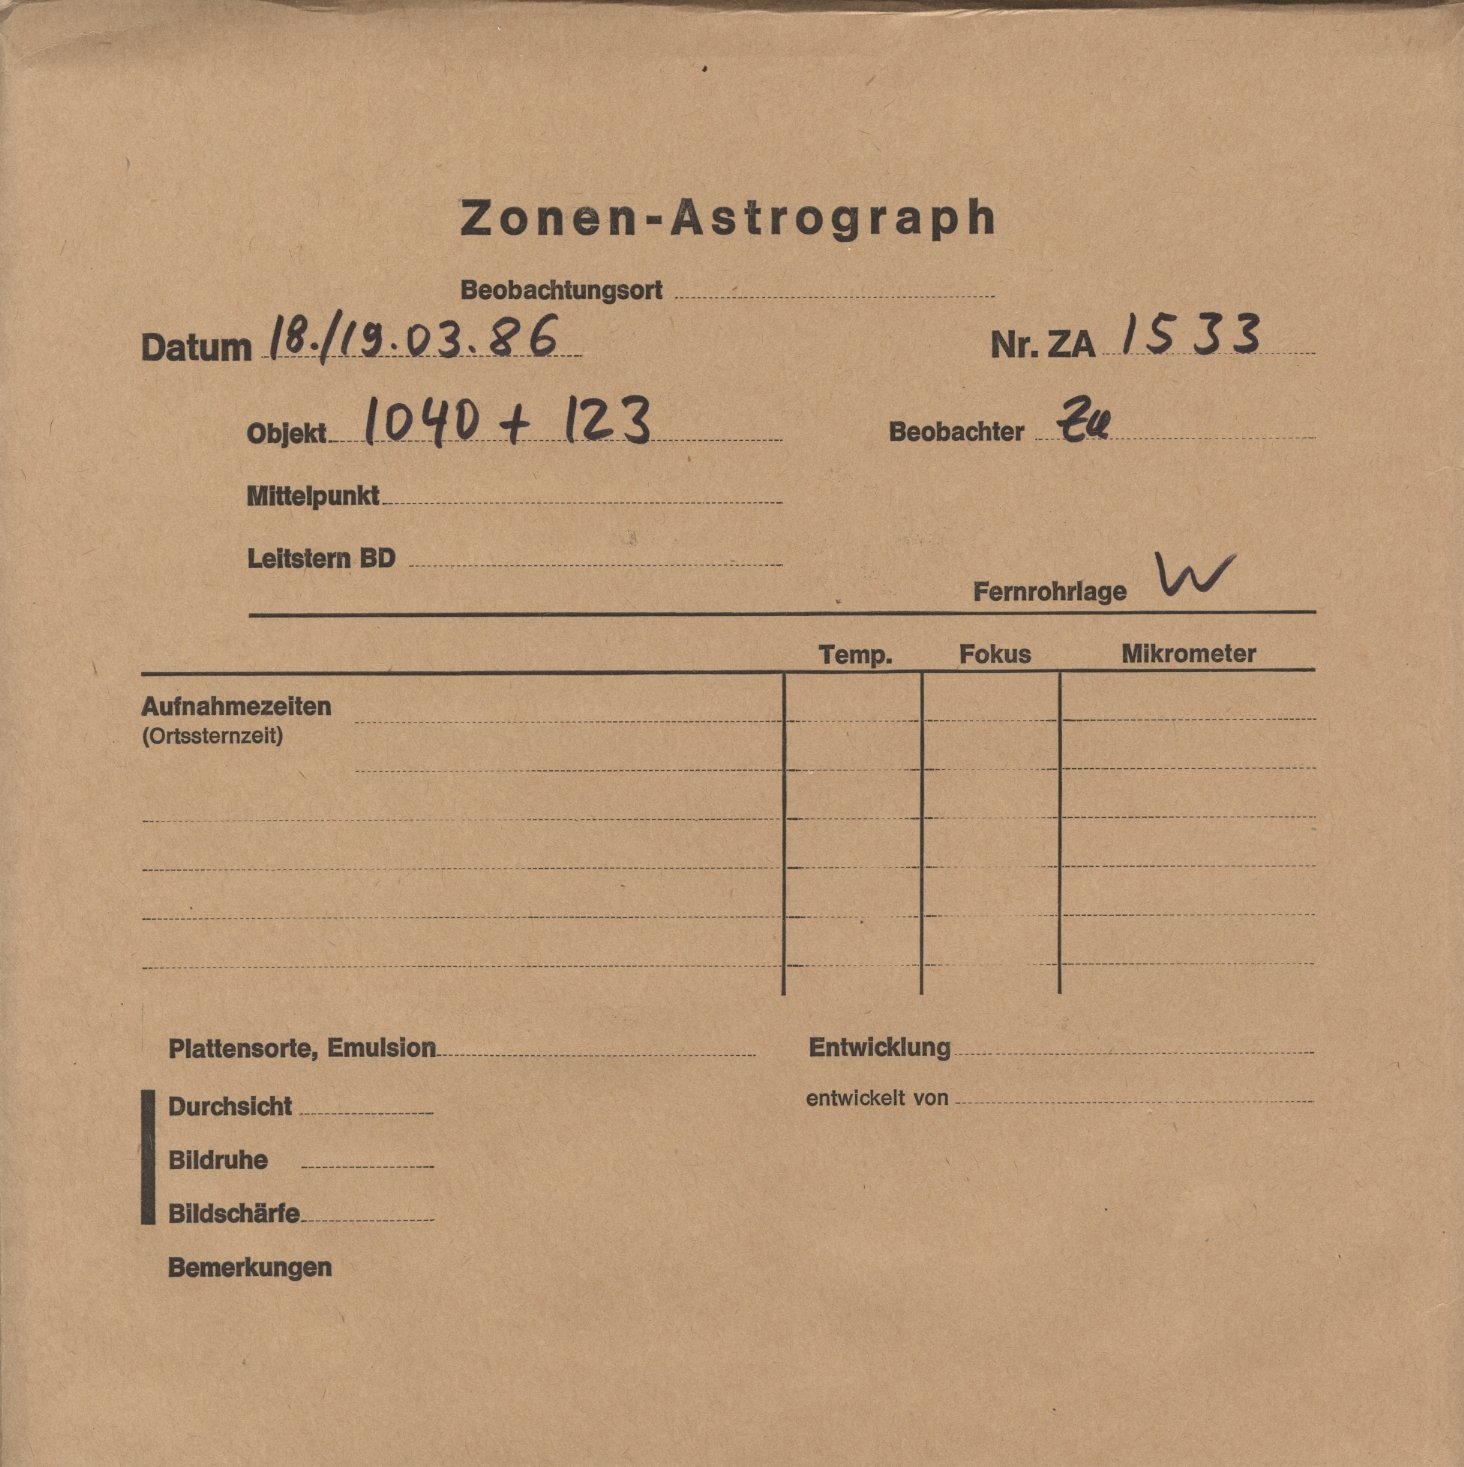 Zonen-Astrograph
Beobachtungsort
Datum 18./19.03.86 Nr. ZA 1533
Objekt 1040 + 123 Beobachter Zu
Mittelpunkt
Leitstern BD
Fernrohrlage W
Temp. Fokus Mikrometer
Aufnahmezeiten
(Ortssternzeit)
Plattensorte, Emulsion Entwicklung
Durchsicht entwickelt von
Bildruhe
Bildschärfe
Bemerkungen